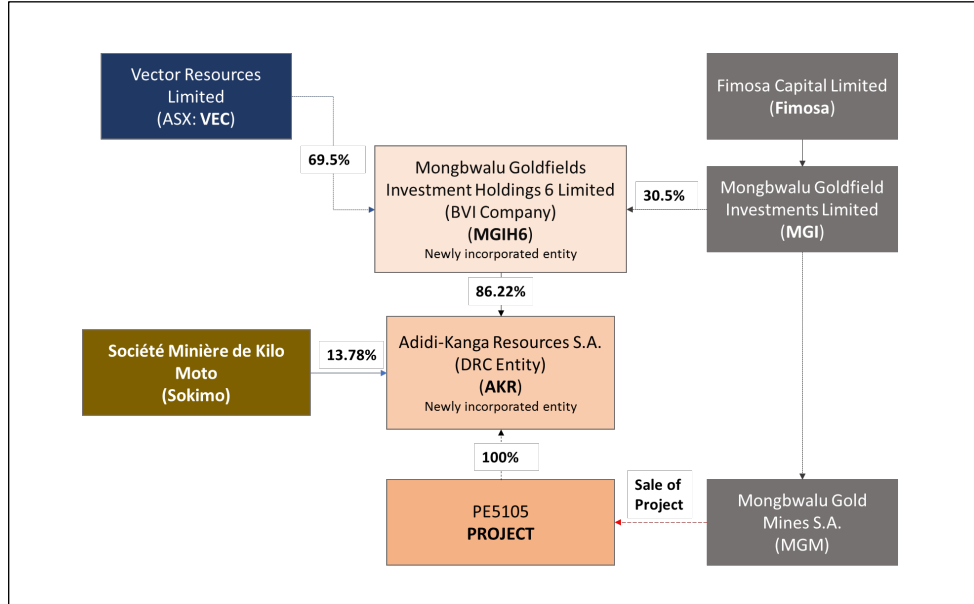 Vector Resources
Limited
(ASX: VEC)
Fimosa Capital Limited
(Fimosa)
69.5%
Mongbwalu Goldfields
Investment Holdings 6 Limited
(BVI Company)
(MGIH6)
Newly incorporated entity
30.5%
Mongbwalu Goldfield
Investments Limited
(MGI)
86.22%
Société Minière de Kilo
Moto
(Sokimo)
13.78%
Adidi-Kanga Resources S.A.
(DRC Entity)
(AKR)
Newly incorporated entity
100%
PE5105
PROJECT
Sale of
Project
Mongbwalu Gold
Mines S.A.
(MGM)